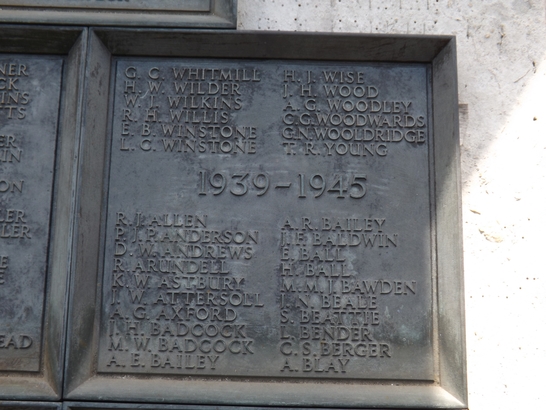 G. C. WHITMILL
H. W. WILDER
W. I. WILKINS
R. H. WILLIS
E. B. WINSTONE
L. C. WINSTONE
H. J. WISE
J. H. WOOD
A. G. WOODLEY
C. G. WOODWARDS
G. N. WOOLDRIDGE
T. R. YOUNG
1939-1945
R. J. ALLEN
P. J. E. ANDERSON
D. W. ANDREWS
R. ARUNDELL
K. W. ASTBURY
J. W. ATTERSOLL
A. G. AXFORD
J. H. BADCOCK
M. W. BADCOCK
A. E. BAILEY
A. R. BAILEY
J. F. BALDWIN
E. BALL
H. BALL
M. M. J. BAWDEN
J. N. BEALE
S. BEATTIE
J. BENDER
C. S. BERGER
A. BLAY